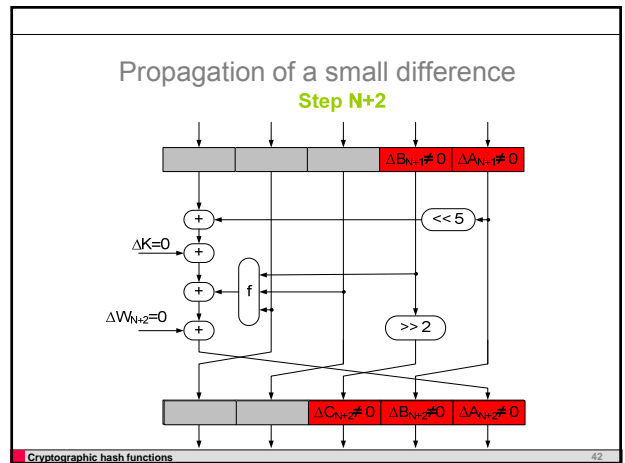 Propagation of a small difference
Step N+2
ΔB_{N+1}≠ 0 ΔA_{N+1}≠ 0
+ << 5
ΔK=0
+
+ f
ΔW_{N+2}=0
+ >> 2
ΔC_{N+2}≠ 0 ΔB_{N+2}≠0 ΔA_{N+2}≠ 0
Cryptographic hash functions 42